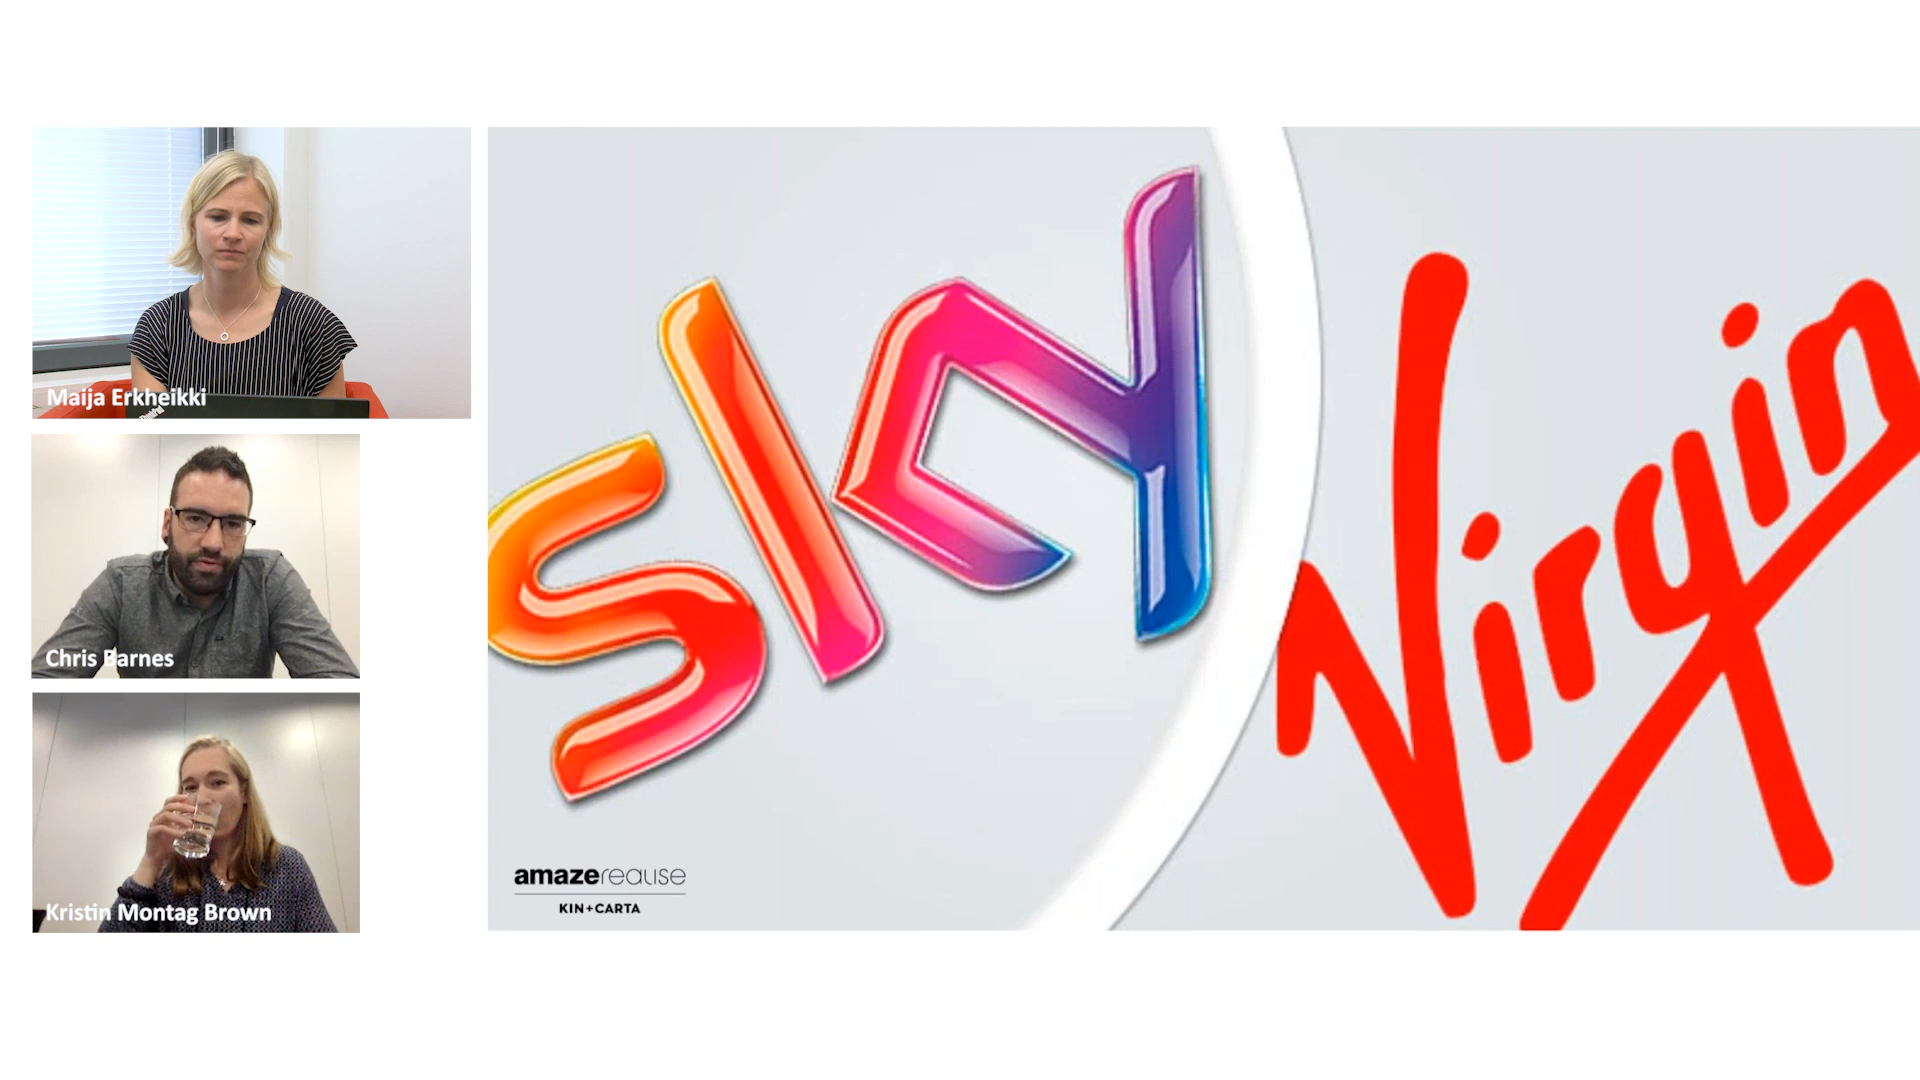 Maija Erkheikki
Chris Barnes
Kristin Montag Brown
sky
Virgin
amazerealise
KIN+CARTA